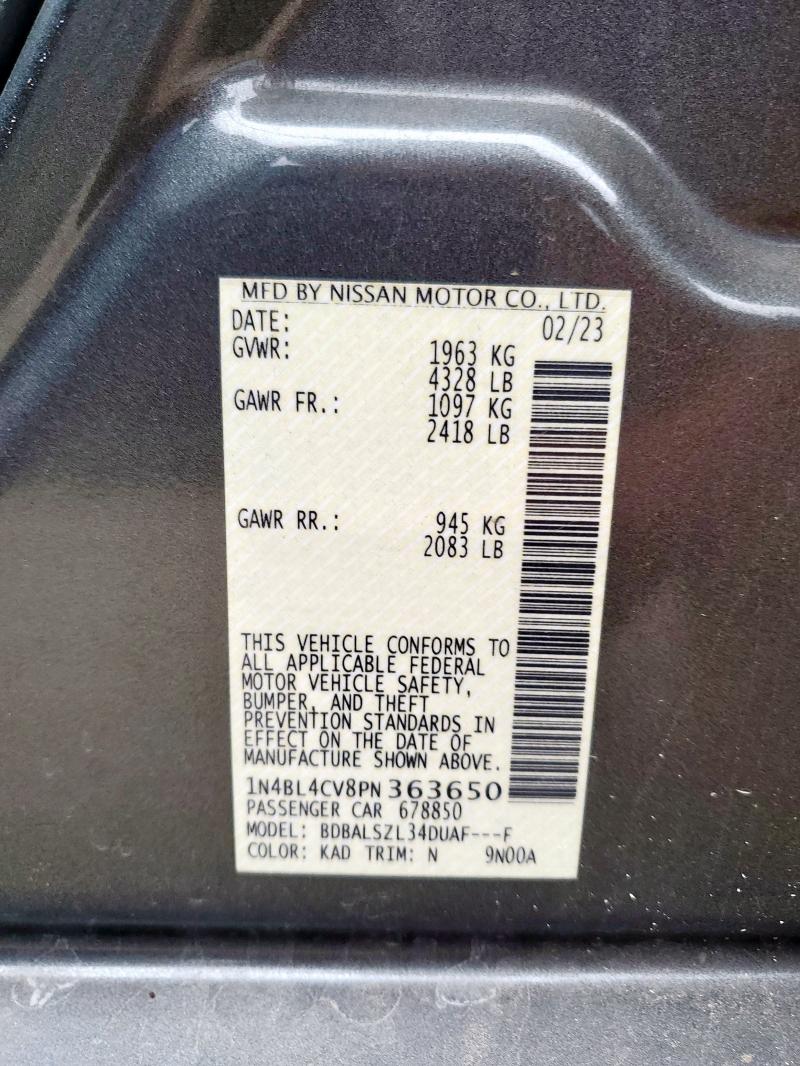 MFD BY NISSAN MOTOR CO., LTD.
DATE: 02/23
GVWR: 1963 KG
4328 LB
GAWR FR.: 1097 KG
2418 LB
GAWR RR.: 945 KG
2083 LB
THIS VEHICLE CONFORMS TO
ALL APPLICABLE FEDERAL
MOTOR VEHICLE SAFETY,
BUMPER, AND THEFT
PREVENTION STANDARDS IN
EFFECT ON THE DATE OF
MANUFACTURE SHOWN ABOVE.
1N4BL4CV8PN363650
PASSENGER CAR 678850
MODEL: BDBALSZL34DUAF---F
COLOR: KAD TRIM: N 9N00A